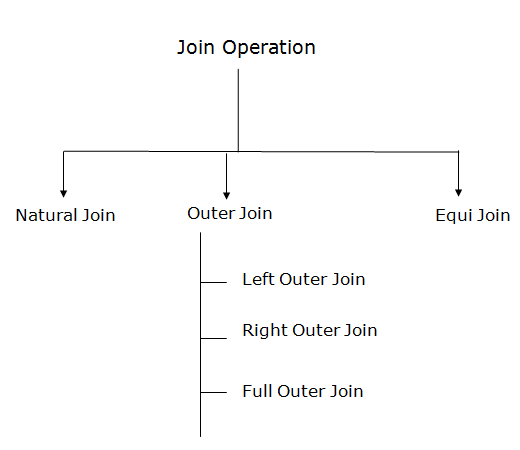 Join Operation
Natural Join
Outer Join
Equi Join
Left Outer Join
Right Outer Join
Full Outer Join